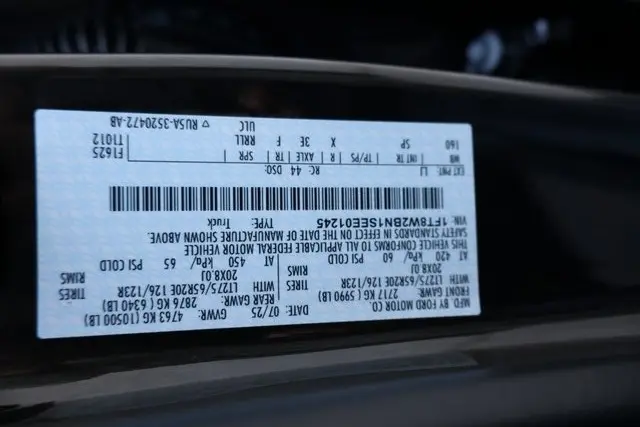 MFD. BY FORD MOTOR CO.
DATE: 07/25 GVWR: 4763 KG (10500 LB)
FRONT GAWR: 2717 KG (5990 LB) REAR GAWR: 2876 KG (6340 LB)
WITH LT275/65R20E 126/123R TIRES WITH LT275/65R20E 126/123R TIRES
20X8.0J RIMS 20X8.0J RIMS
AT 420 kPa/ 60 PSI COLD AT 450 kPa/ 65 PSI COLD
THIS VEHICLE CONFORMS TO ALL APPLICABLE FEDERAL MOTOR VEHICLE
SAFETY STANDARDS IN EFFECT ON THE DATE OF MANUFACTURE SHOWN ABOVE.
VIN: 1FT8W2BN1SEE01245 TYPE: Truck
EXT PNT: LJ RC: 44 DSO: F1625
WB INT TR TP/PS R AXLE TR SPR T1012
160 SP X 3E F RRLL
ULC
▽ RU5A-3520472-AB